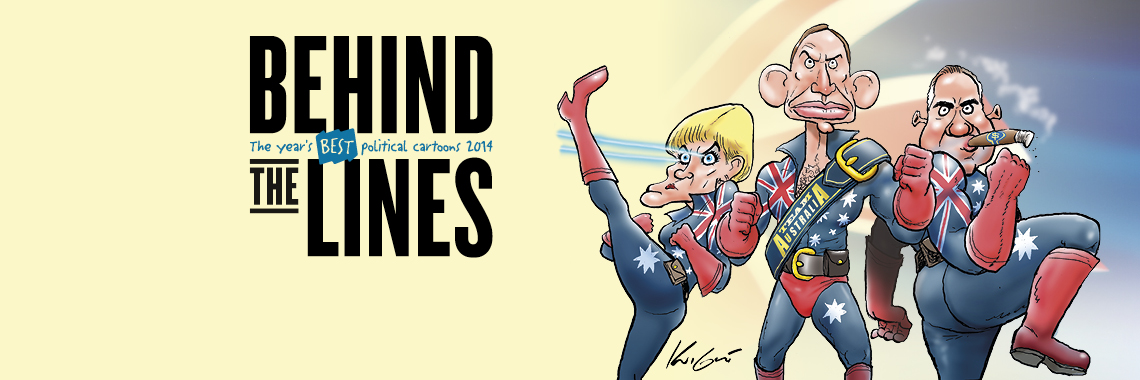 BEHIND
The year's BEST political cartoons 2014
THE LINES
TEAM
AUSTRALIA
$